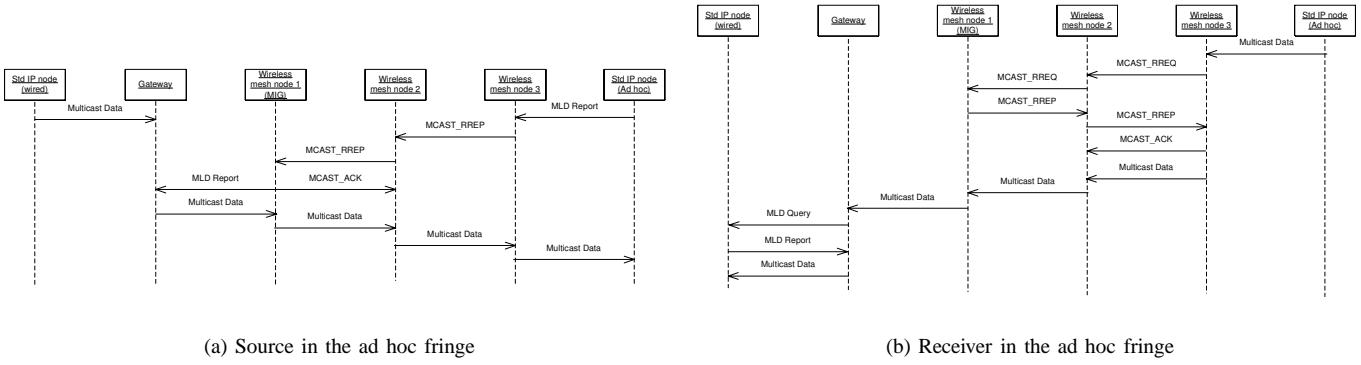 Std IP node
(wired)
Gateway
Wireless
mesh node 1
(MIG)
Wireless
mesh node 2
Wireless
mesh node 3
Std IP node
(Ad hoc)
Multicast Data
MLD Report
MCAST_RREP
MCAST_RREP
MLD Report
MCAST_ACK
Multicast Data
Multicast Data
Multicast Data
Multicast Data
(a) Source in the ad hoc fringe
Std IP node
(wired)
Gateway
Wireless
mesh node 1
(MIG)
Wireless
mesh node 2
Wireless
mesh node 3
Std IP node
(Ad hoc)
Multicast Data
MCAST_RREQ
MCAST_RREQ
MCAST_RREP
MCAST_RREP
MCAST_ACK
Multicast Data
Multicast Data
Multicast Data
MLD Query
MLD Report
Multicast Data
(b) Receiver in the ad hoc fringe